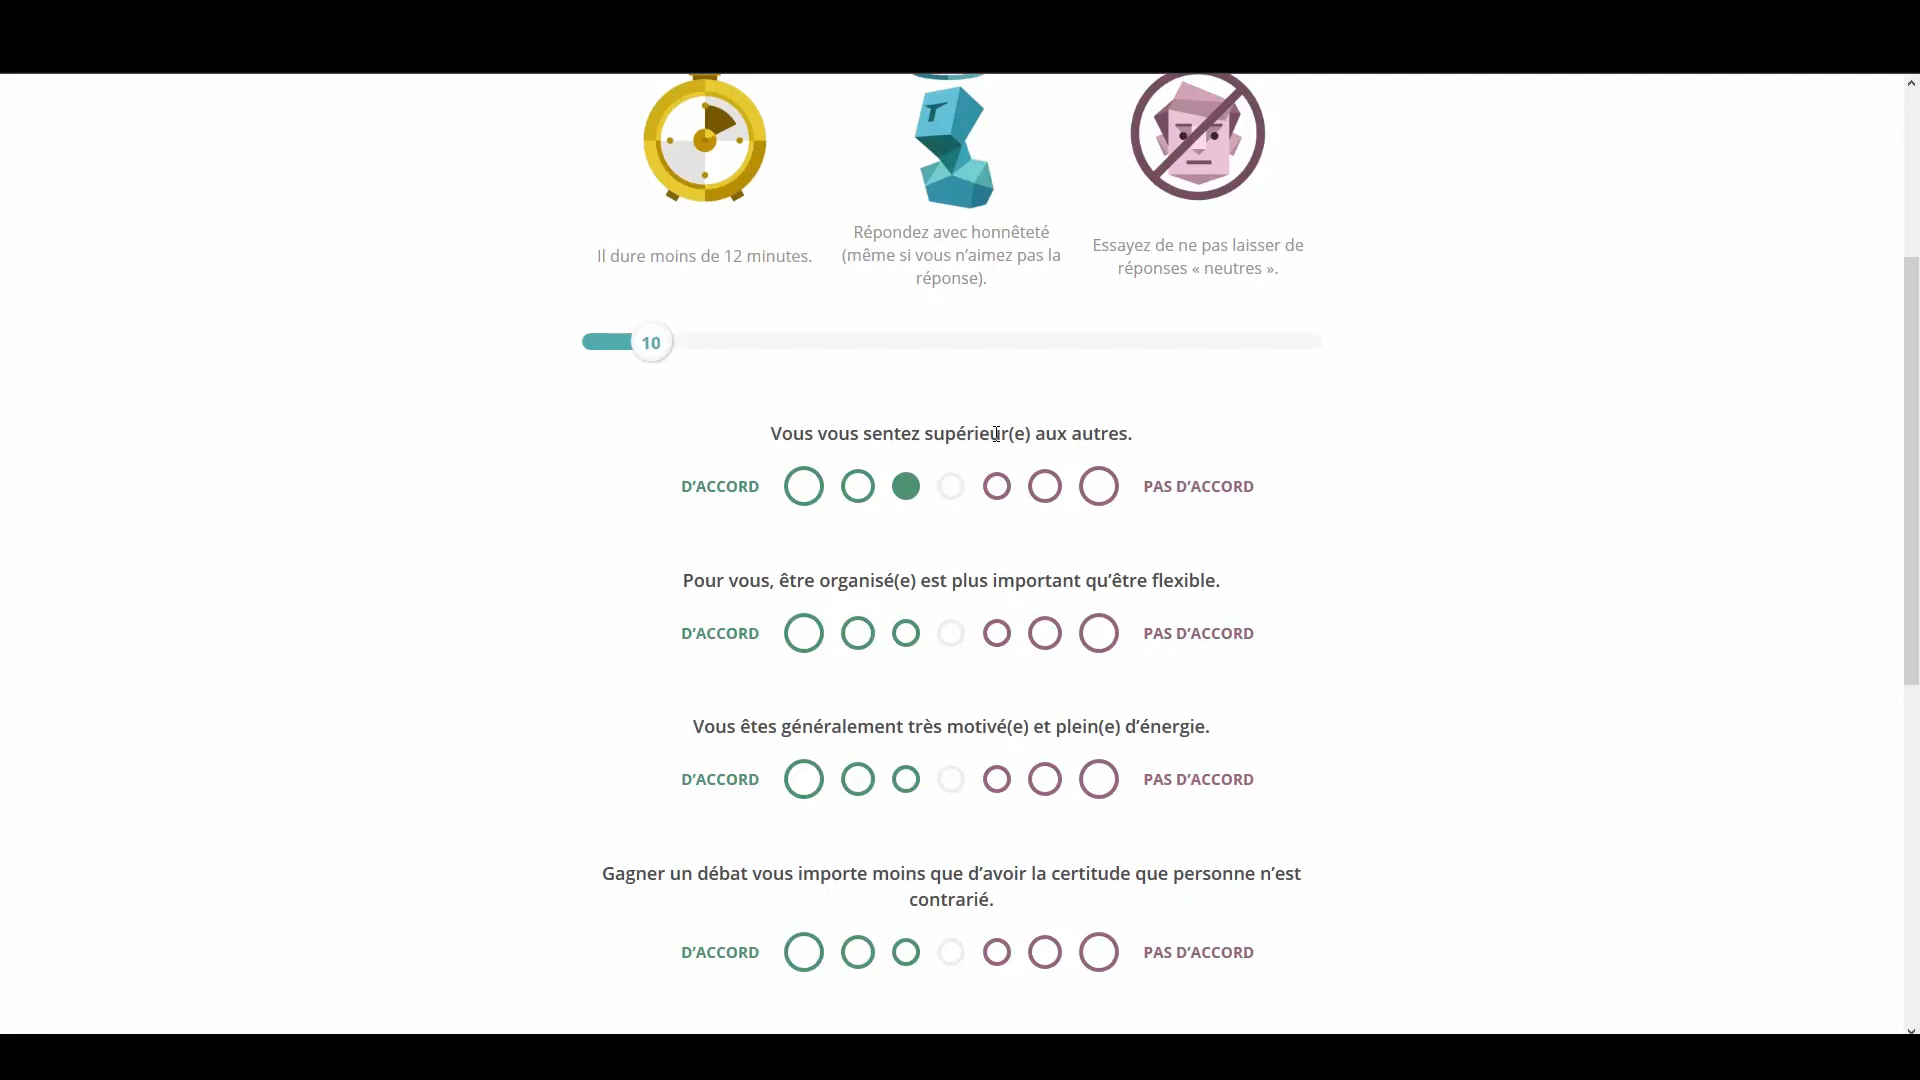 T
Il dure moins de 12 minutes.
Répondez avec honnêteté
(même si vous n’aimez pas la
réponse).
Essayez de ne pas laisser de
réponses « neutres ».
10
Vous vous sentez supérieur(e) aux autres.
D’ACCORD PAS D’ACCORD
Pour vous, être organisé(e) est plus important qu’être flexible.
D’ACCORD PAS D’ACCORD
Vous êtes généralement très motivé(e) et plein(e) d’énergie.
D’ACCORD PAS D’ACCORD
Gagner un débat vous importe moins que d’avoir la certitude que personne n’est
contrarié.
D’ACCORD PAS D’ACCORD